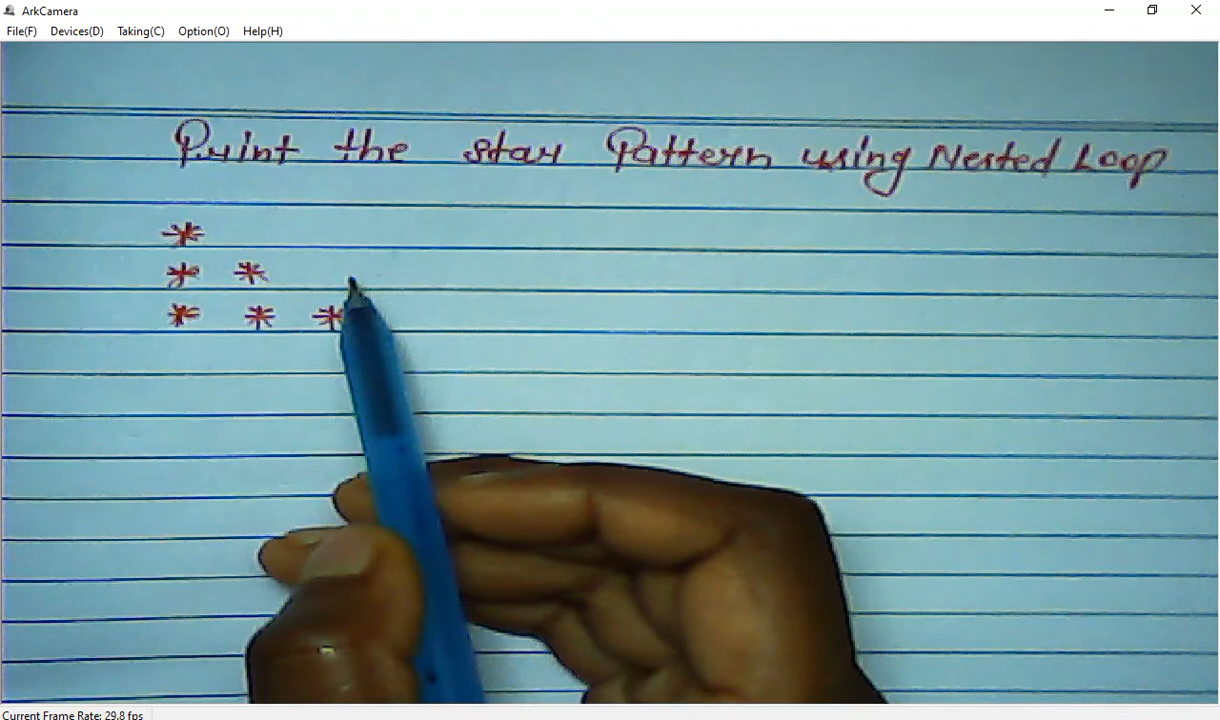 ArkCamera
File(F) Devices(D) Taking(C) Option(O) Help(H)
Print the star Pattern using Nested Loop
*
* *
* * *
Current Frame Rate: 29.8 fps